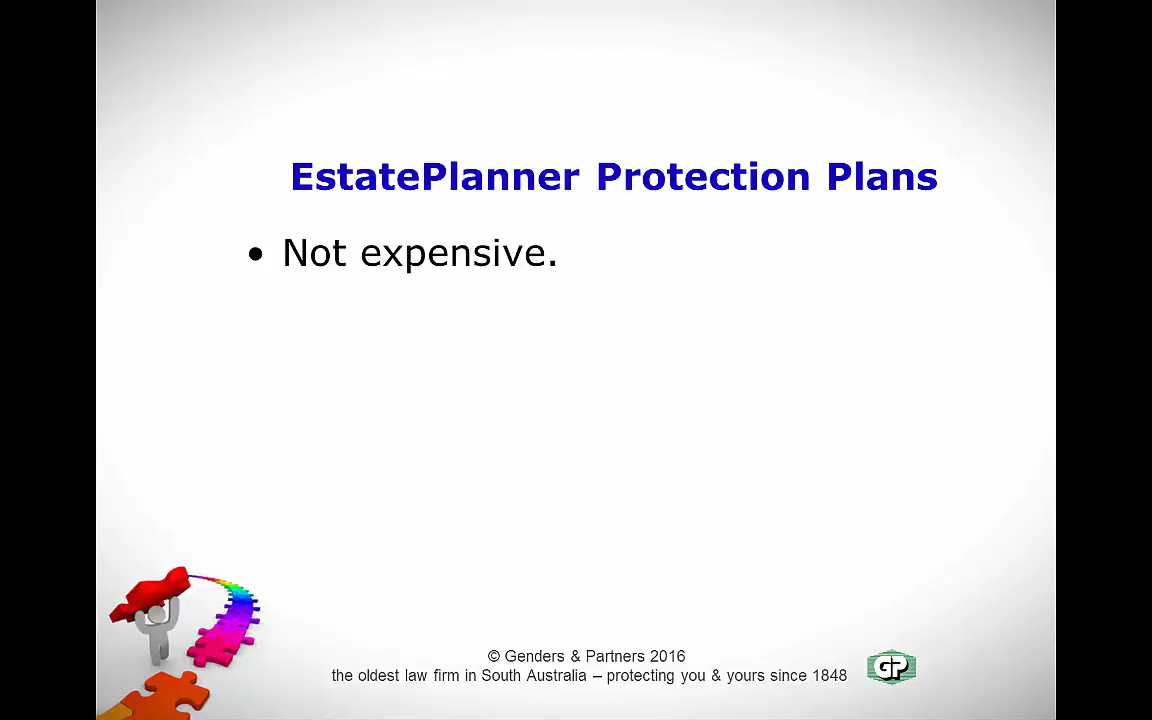 EstatePlanner Protection Plans
• Not expensive.
© Genders & Partners 2016
the oldest law firm in South Australia – protecting you & yours since 1848
GP